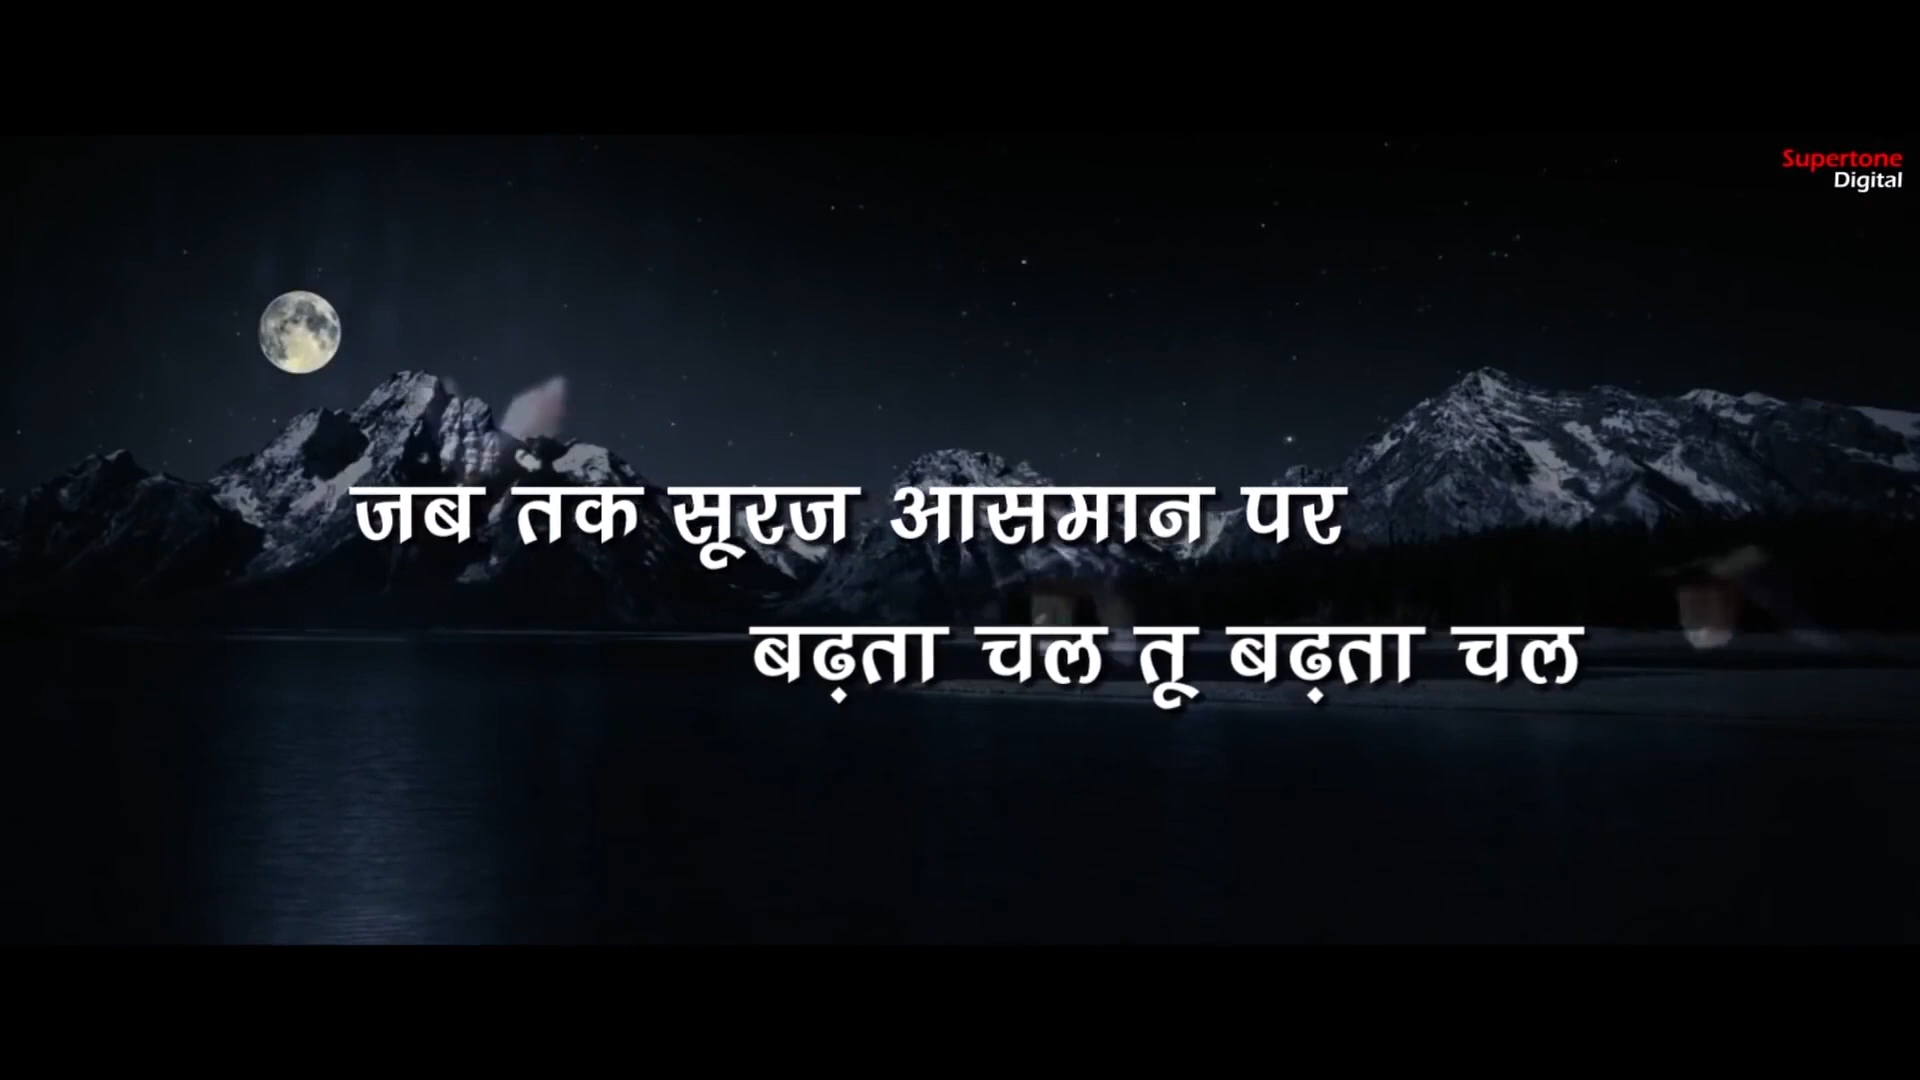 Supertone
Digital
जब तक सूरज आसमान पर
बढ़ता चल तू बढ़ता चल